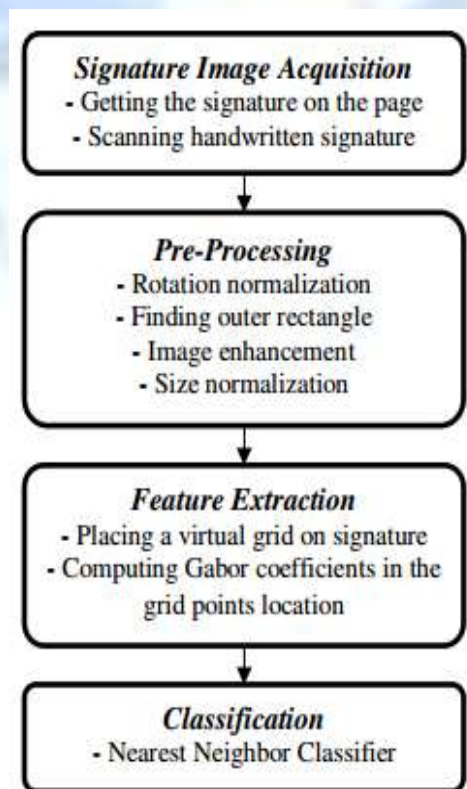 Signature Image Acquisition
- Getting the signature on the page
- Scanning handwritten signature
Pre-Processing
- Rotation normalization
- Finding outer rectangle
- Image enhancement
- Size normalization
Feature Extraction
- Placing a virtual grid on signature
- Computing Gabor coefficients in the
grid points location
Classification
- Nearest Neighbor Classifier